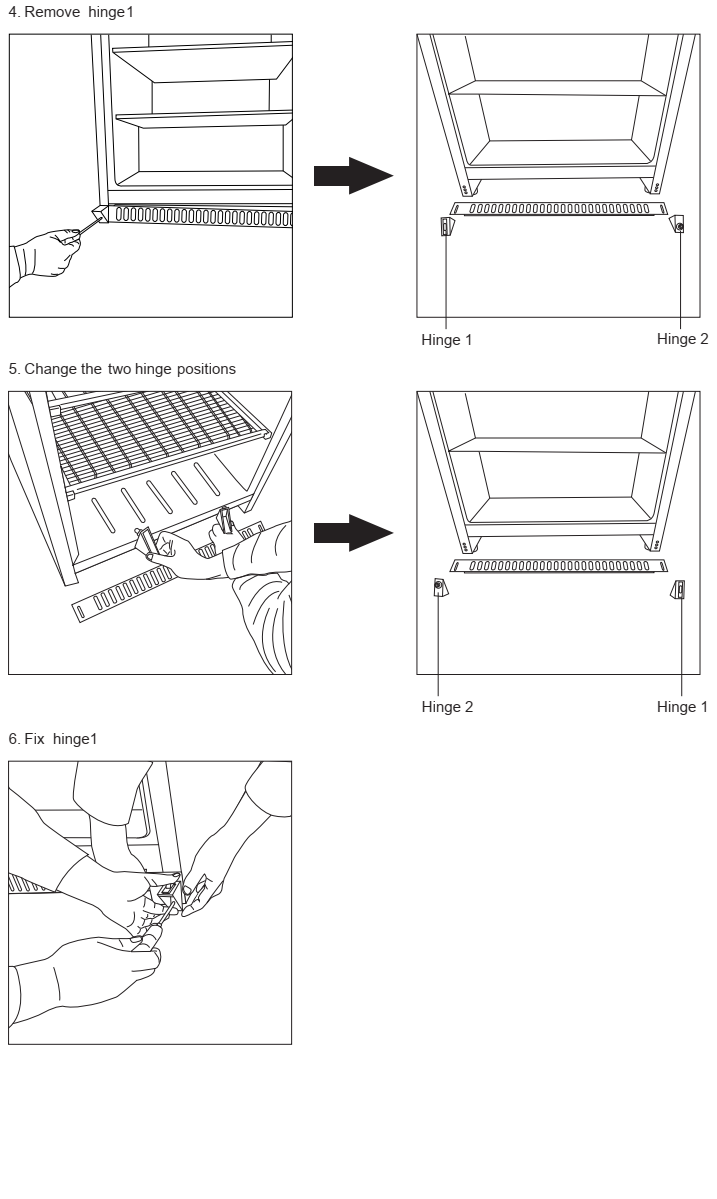 4. Remove hinge1
Hinge 1
Hinge 2
5. Change the two hinge positions
Hinge 2
Hinge 1
6. Fix hinge1